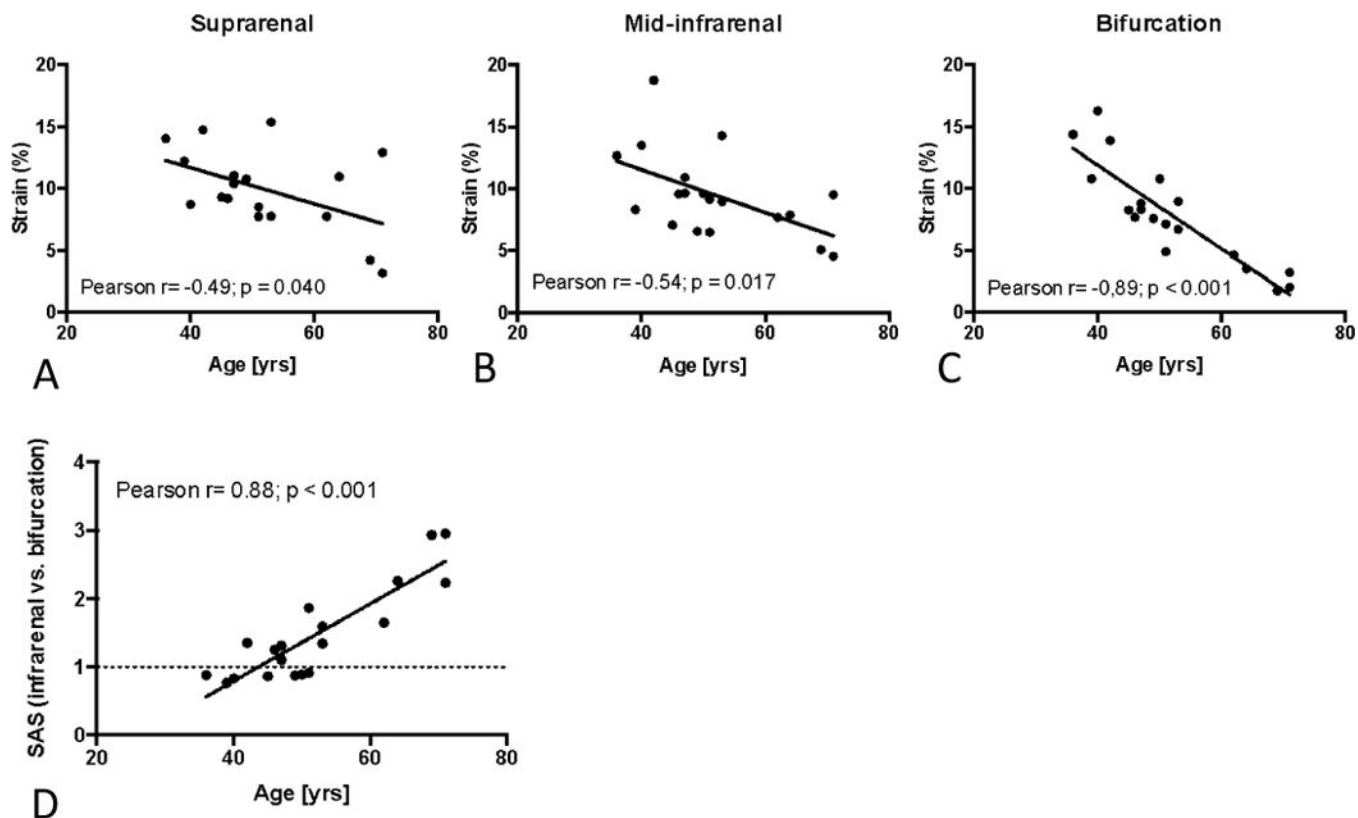 Suprarenal
Mid-infrarenal
Bifurcation
20
15
10
5
0
Strain (%)
Pearson r= -0.49; p = 0.040
20 40 60 80
Age [yrs]
A
20
15
10
5
0
Strain (%)
Pearson r= -0.54; p = 0.017
20 40 60 80
Age [yrs]
B
20
15
10
5
0
Strain (%)
Pearson r= -0,89; p < 0.001
20 40 60 80
Age [yrs]
C
SAS (infrarenal vs. bifurcation)
4
3
2
1
0
Pearson r= 0.88; p < 0.001
20 40 60 80
Age [yrs]
D